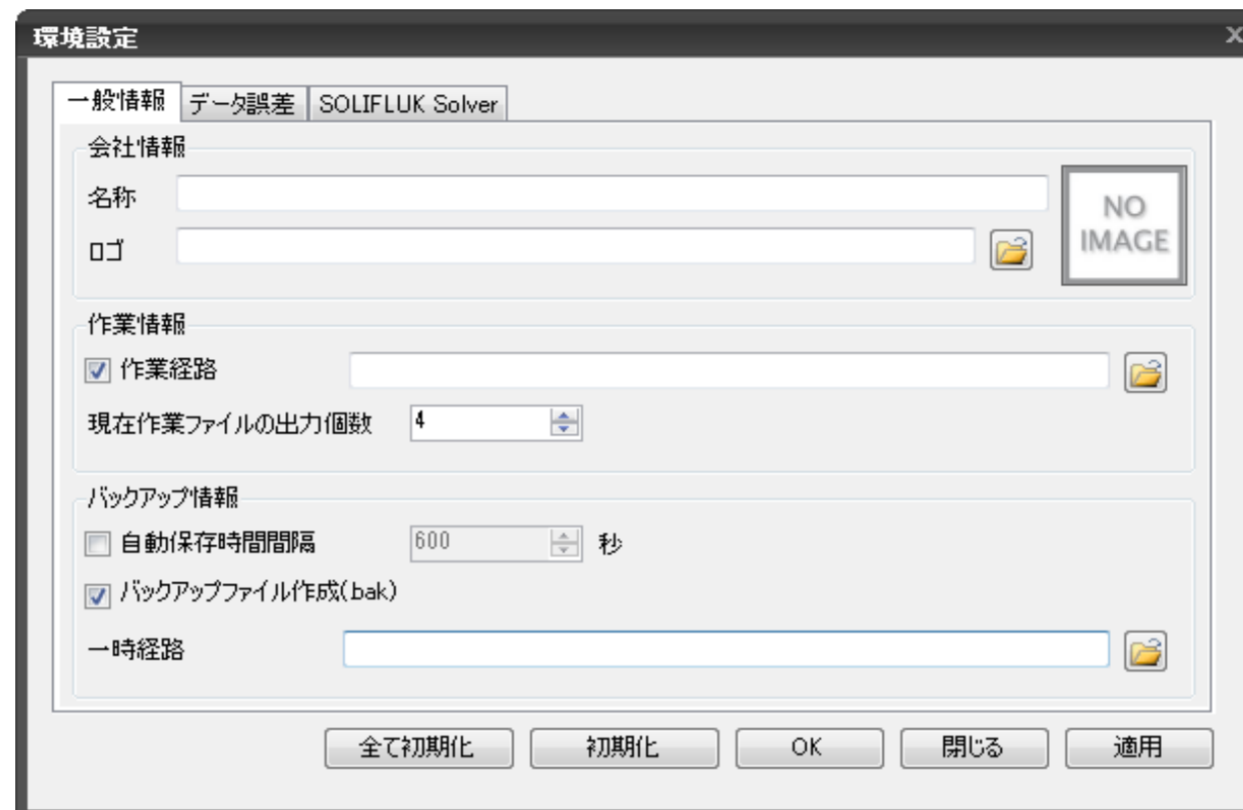 環境設定 x
一般情報 データ誤差 SOLIFLUK Solver
会社情報
名称
NO
IMAGE
ロゴ
作業情報
作業経路
現在作業ファイルの出力個数 4
バックアップ情報
自動保存時間間隔 600 秒
バックアップファイル作成(bak)
一時経路
全て初期化 初期化 OK 閉じる 適用